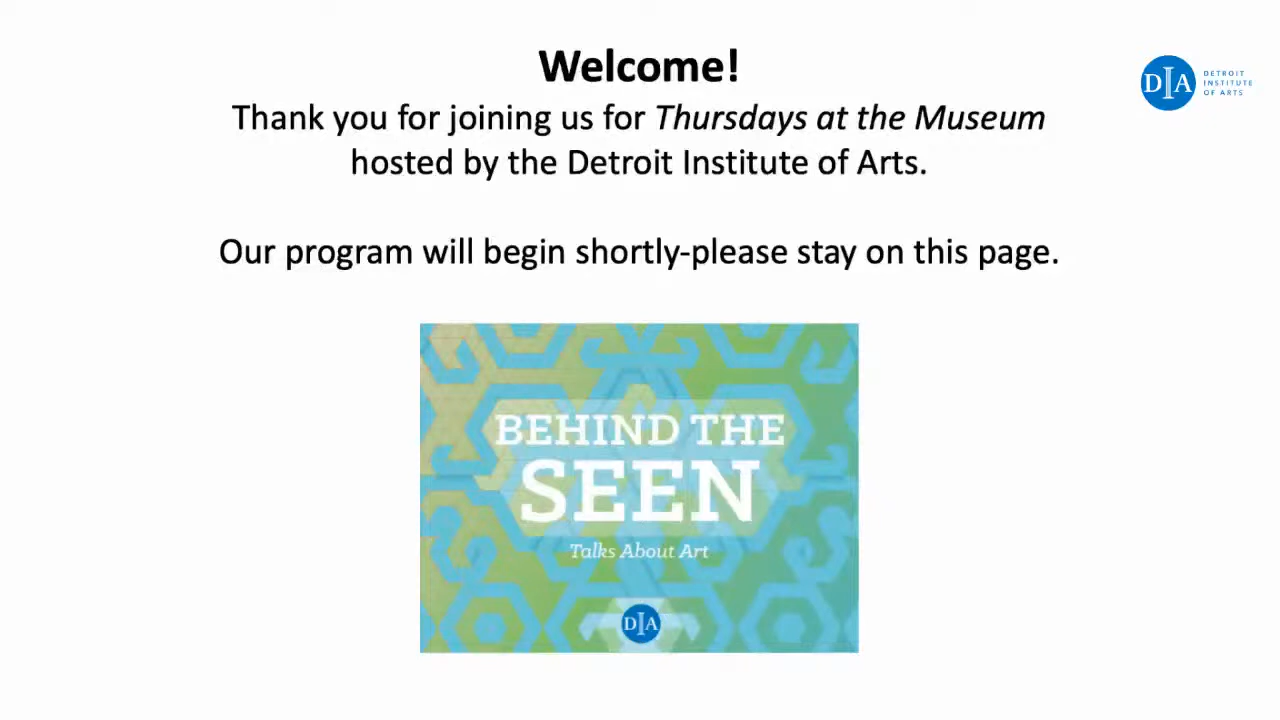 Welcome!
Thank you for joining us for Thursdays at the Museum
hosted by the Detroit Institute of Arts.
Our program will begin shortly-please stay on this page.
DIA
DETROIT
INSTITUTE
OF ARTS
BEHIND THE
SEEN
Talks About Art
DIA